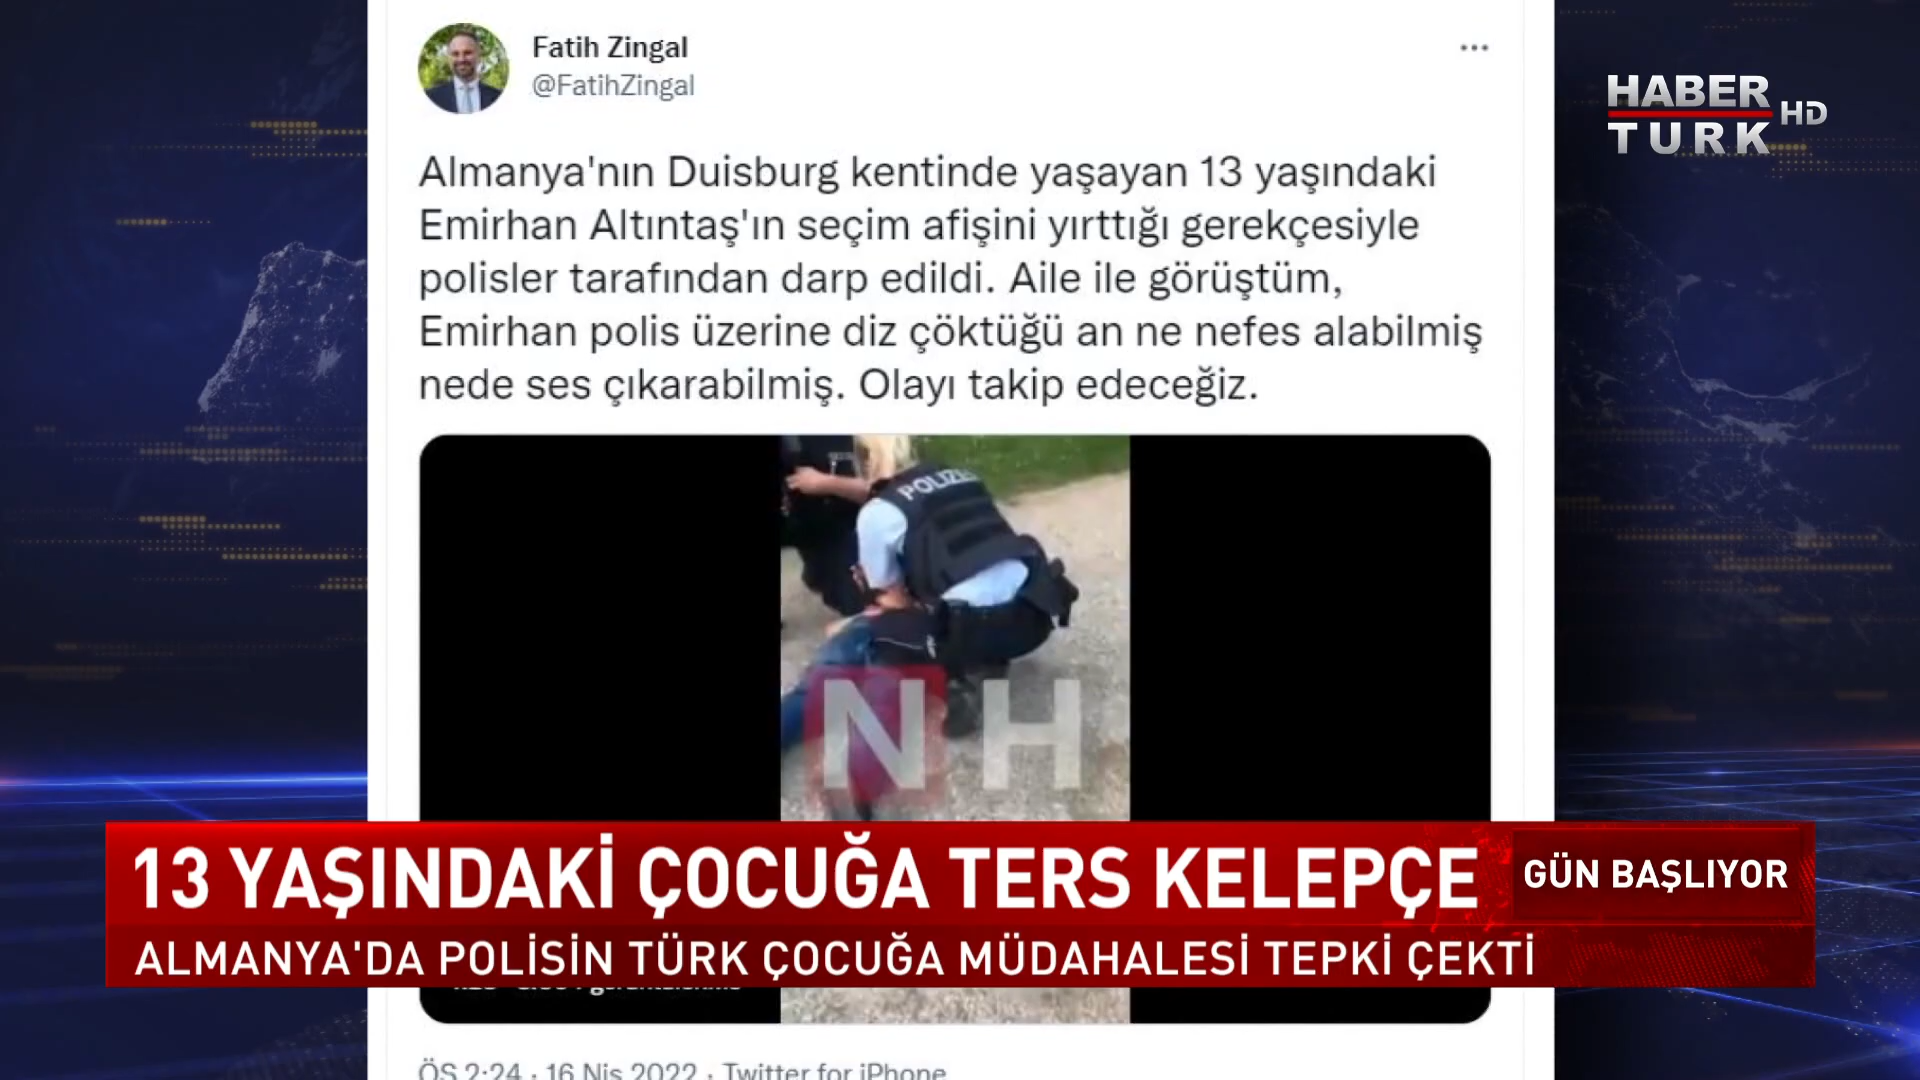 Fatih Zingal
@FatihZingal
HABER
TURK HD
Almanya'nın Duisburg kentinde yaşayan 13 yaşındaki
Emirhan Altıntaş'ın seçim afişini yırttığı gerekçesiyle
polisler tarafından darp edildi. Aile ile görüştüm,
Emirhan polis üzerine diz çöktüğü an ne nefes alabilmiş
nede ses çıkarabilmiş. Olayı takip edeceğiz.
POLIZEI
N H
13 YAŞINDAKİ ÇOCUĞA TERS KELEPÇE
GÜN BAŞLIYOR
ALMANYA'DA POLİSİN TÜRK ÇOCUĞA MÜDAHALESİ TEPKİ ÇEKTİ
ÖS 2:24 · 16 Nis 2022 · Twitter for iPhone